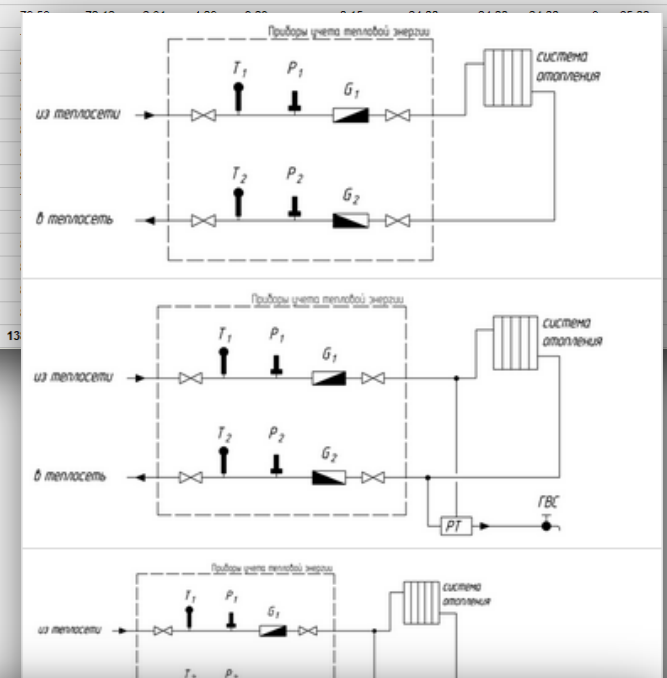 Приборы учета тепловой энергии
система
отопления
T1
P1
G1
из теплосети
T2
P2
G2
в теплосеть
Приборы учета тепловой энергии
система
отопления
T1
P1
G1
из теплосети
T2
P2
G2
в теплосеть
ГВС
РТ
Приборы учета тепловой энергии
система
отопления
T1
P1
G1
из теплосети